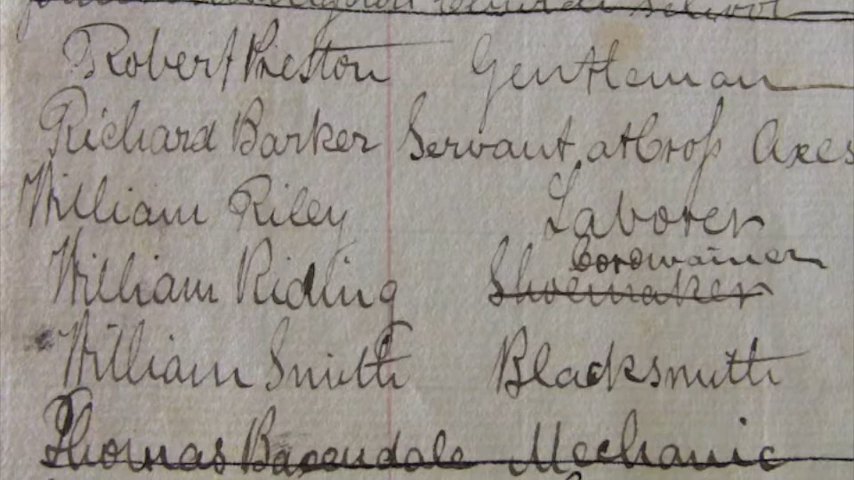 School
Robert Preston Gentleman
Richard Barker Servant at Cross Axes
William Riley Laborer
Cordwainer
William Riding Shoemaker
William Smith Blacksmith
Thomas Baxendale Mechanic